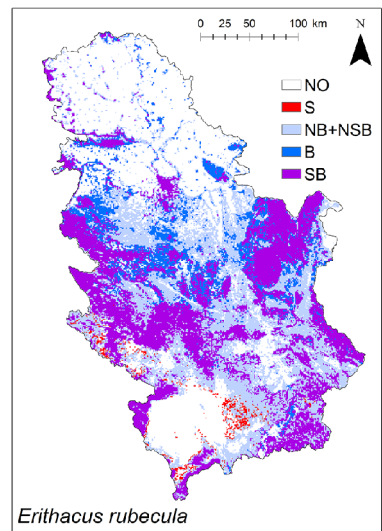 0 25 50 100 km
N
NO
S
NB+NSB
B
SB
Erithacus rubecula